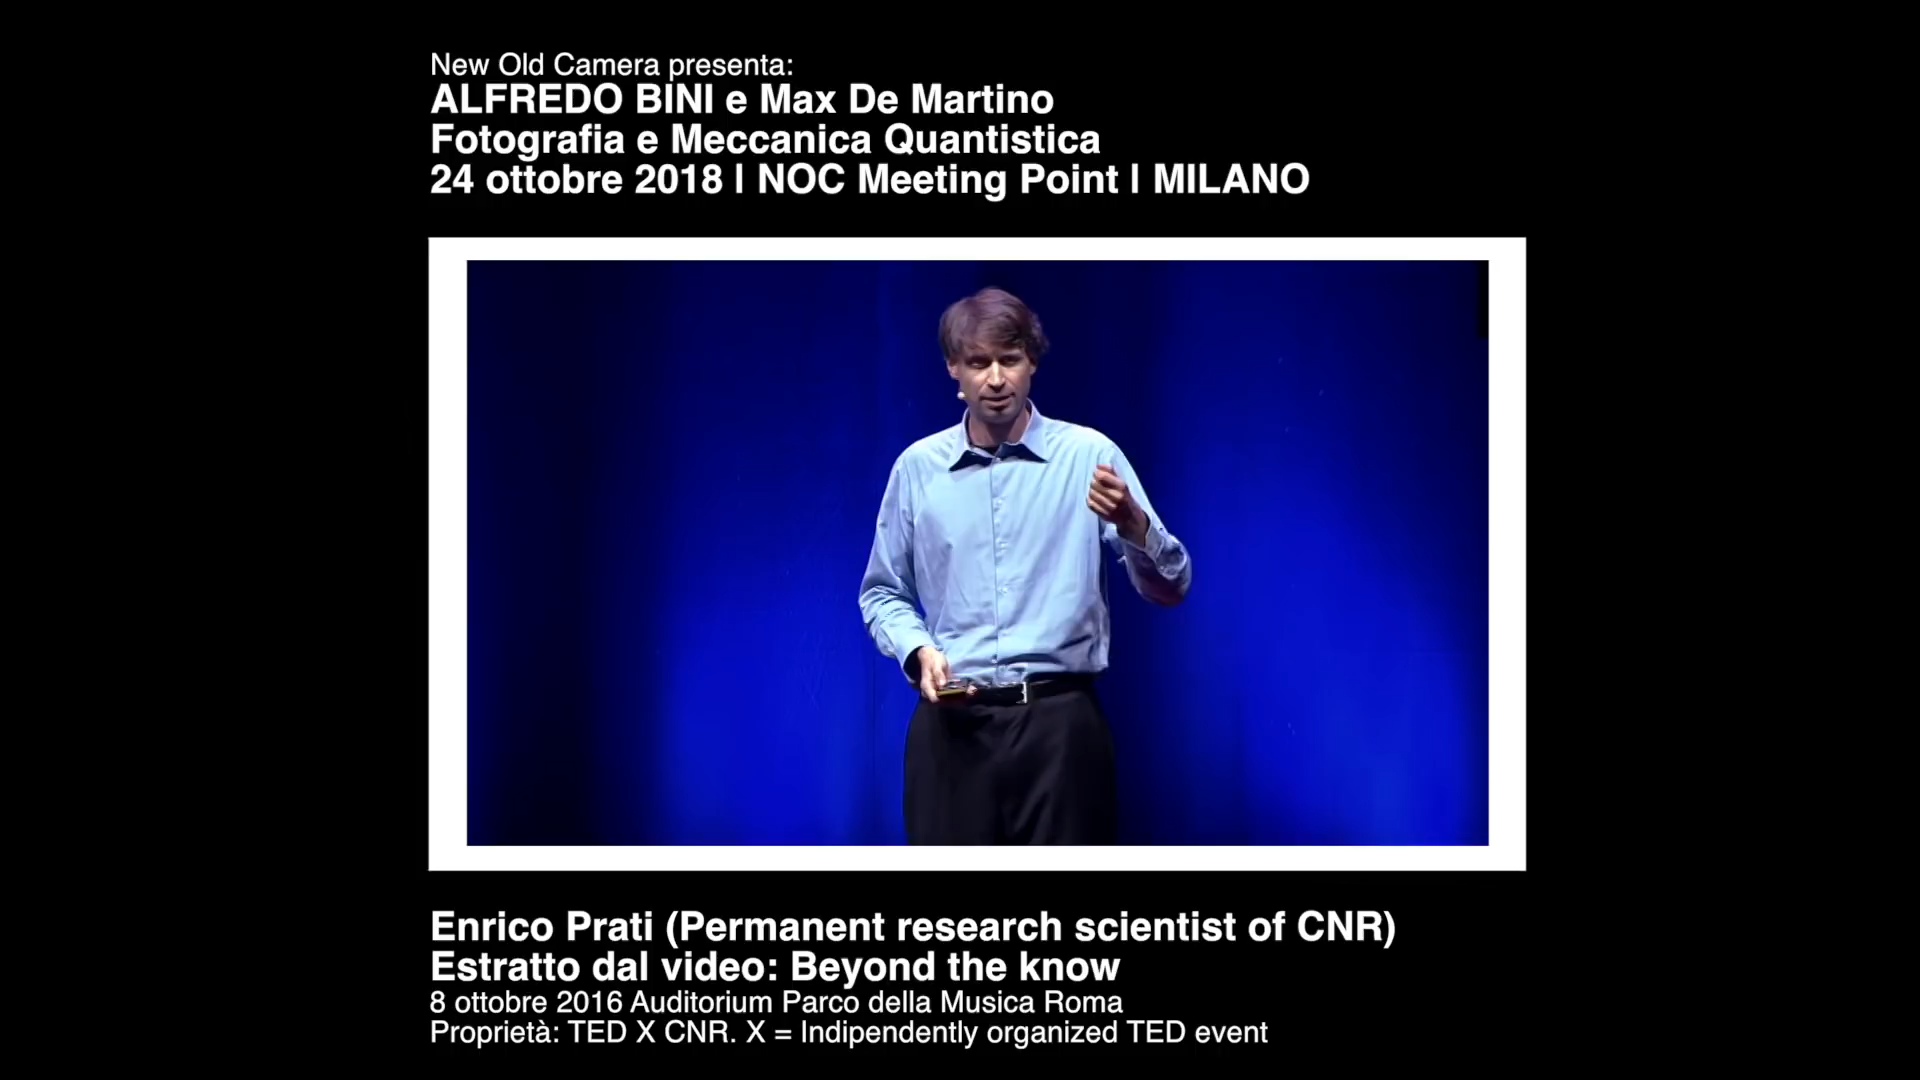 New Old Camera presenta:
ALFREDO BINI e Max De Martino
Fotografia e Meccanica Quantistica
24 ottobre 2018 | NOC Meeting Point | MILANO
Enrico Prati (Permanent research scientist of CNR)
Estratto dal video: Beyond the know
8 ottobre 2016 Auditorium Parco della Musica Roma
Proprietà: TED X CNR. X = Indipendently organized TED event